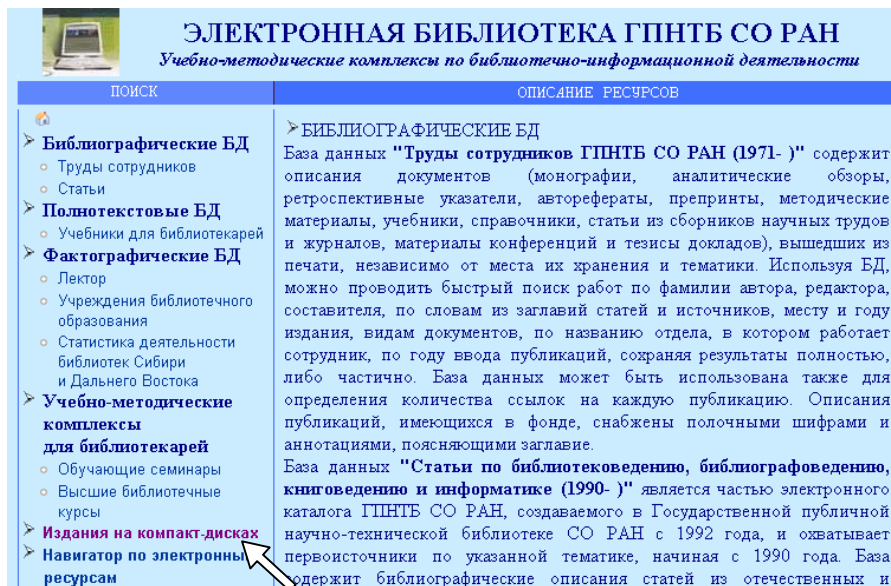 ЭЛЕКТРОННАЯ БИБЛИОТЕКА ГПНТБ СО РАН
Учебно-методические комплексы по библиотечно-информационной деятельности
ПОИСК
Библиографические БД
Труды сотрудников
Статьи
Полнотекстовые БД
Учебники для библиотекарей
Фактографические БД
Лектор
Учреждения библиотечного
образования
Статистика деятельности
библиотек Сибири
и Дальнего Востока
Учебно-методические
комплексы
для библиотекарей
Обучающие семинары
Высшие библиотечные
курсы
Издания на компакт-дисках
Навигатор по электронны
ресурсам
ОПИСАНИЕ РЕСУРСОВ
БИБЛИОГРАФИЧЕСКИЕ БД
База данных "Труды сотрудников ГПНТБ СО РАН (1971- )" содержит
описания документов (монографии, аналитические обзоры,
ретроспективные указатели, авторефераты, препринты, методические
материалы, учебники, справочники, статьи из сборников научных трудов
и журналов, материалы конференций и тезисы докладов), вышедших из
печати, независимо от места их хранения и тематики. Используя БД,
можно проводить быстрый поиск работ по фамилии автора, редактора,
составителя, по словам из заглавий статей и источников, месту и году
издания, видам документов, по названию отдела, в котором работает
сотрудник, по году ввода публикаций, сохраняя результаты полностью,
либо частично. База данных может быть использована также для
определения количества ссылок на каждую публикацию. Описания
публикаций, имеющихся в фонде, снабжены полочными шифрами и
аннотациями, поясняющими заглавие.
База данных "Статьи по библиотековедению, библиографоведению,
книговедению и информатике (1990- )" является частью электронного
каталога ГПНТБ СО РАН, создаваемого в Государственной публичной
научно-технической библиотеке СО РАН с 1992 года, и охватывает
первоисточники по указанной тематике, начиная с 1990 года. База
содержит библиографические описания статей из отечественных и